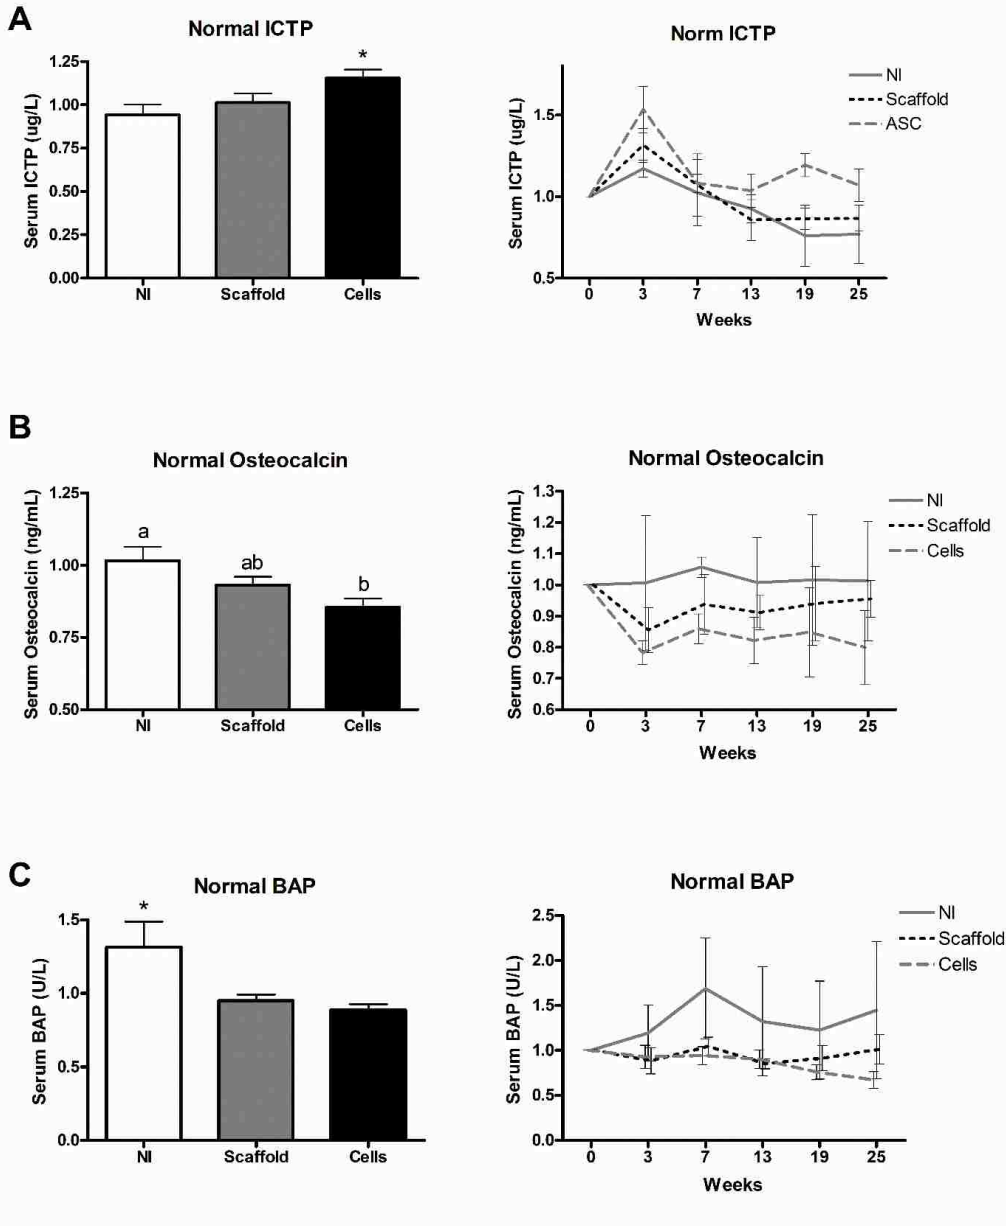 A
Normal ICTP
Serum ICTP (ug/L)
1.25
1.00
0.75
0.50
0.25
0.00
*
NI Scaffold Cells
Norm ICTP
Serum ICTP (ug/L)
1.5
1.0
0.5
0 3 7 13 19 25
Weeks
NI
Scaffold
ASC
B
Normal Osteocalcin
Serum Osteocalcin (ng/mL)
1.25
1.00
0.75
0.50
a
ab
b
NI Scaffold Cells
Normal Osteocalcin
Serum Osteocalcin (ng/mL)
1.3
1.2
1.1
1.0
0.9
0.8
0.7
0.6
0 3 7 13 19 25
Weeks
NI
Scaffold
Cells
C
Normal BAP
Serum BAP (U/L)
1.5
1.0
0.5
0.0
*
NI Scaffold Cells
Normal BAP
Serum BAP (U/L)
2.5
2.0
1.5
1.0
0.5
0.0
0 3 7 13 19 25
Weeks
NI
Scaffold
Cells